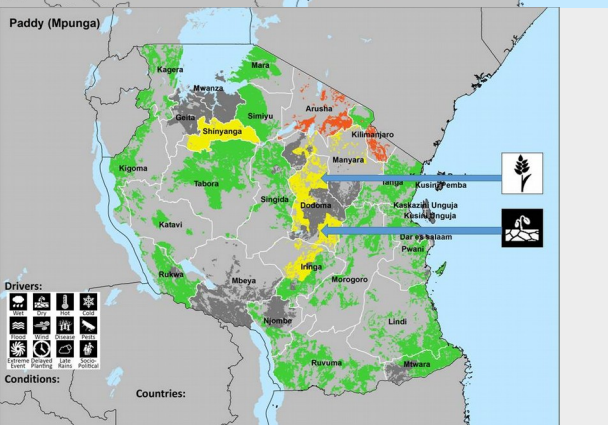 Paddy (Mpunga)
Kagera
Mara
Mwanza
Geita
Simiyu
Shinyanga
Arusha
Kilimanjaro
Manyara
Kigoma
Tabora
Singida
Dodoma
Tanga
Kusini Pemba
Kaskazini Unguja
Kusini Unguja
Dar es salaam
Pwani
Katavi
Rukwa
Mbeya
Iringa
Morogoro
Njombe
Lindi
Ruvuma
Mtwara
Drivers:
Wet Dry Hot Cold
Flood Wind Disease Pests
Extreme Event Delayed Planting Late Rains Socio-Political
Conditions:
Countries: